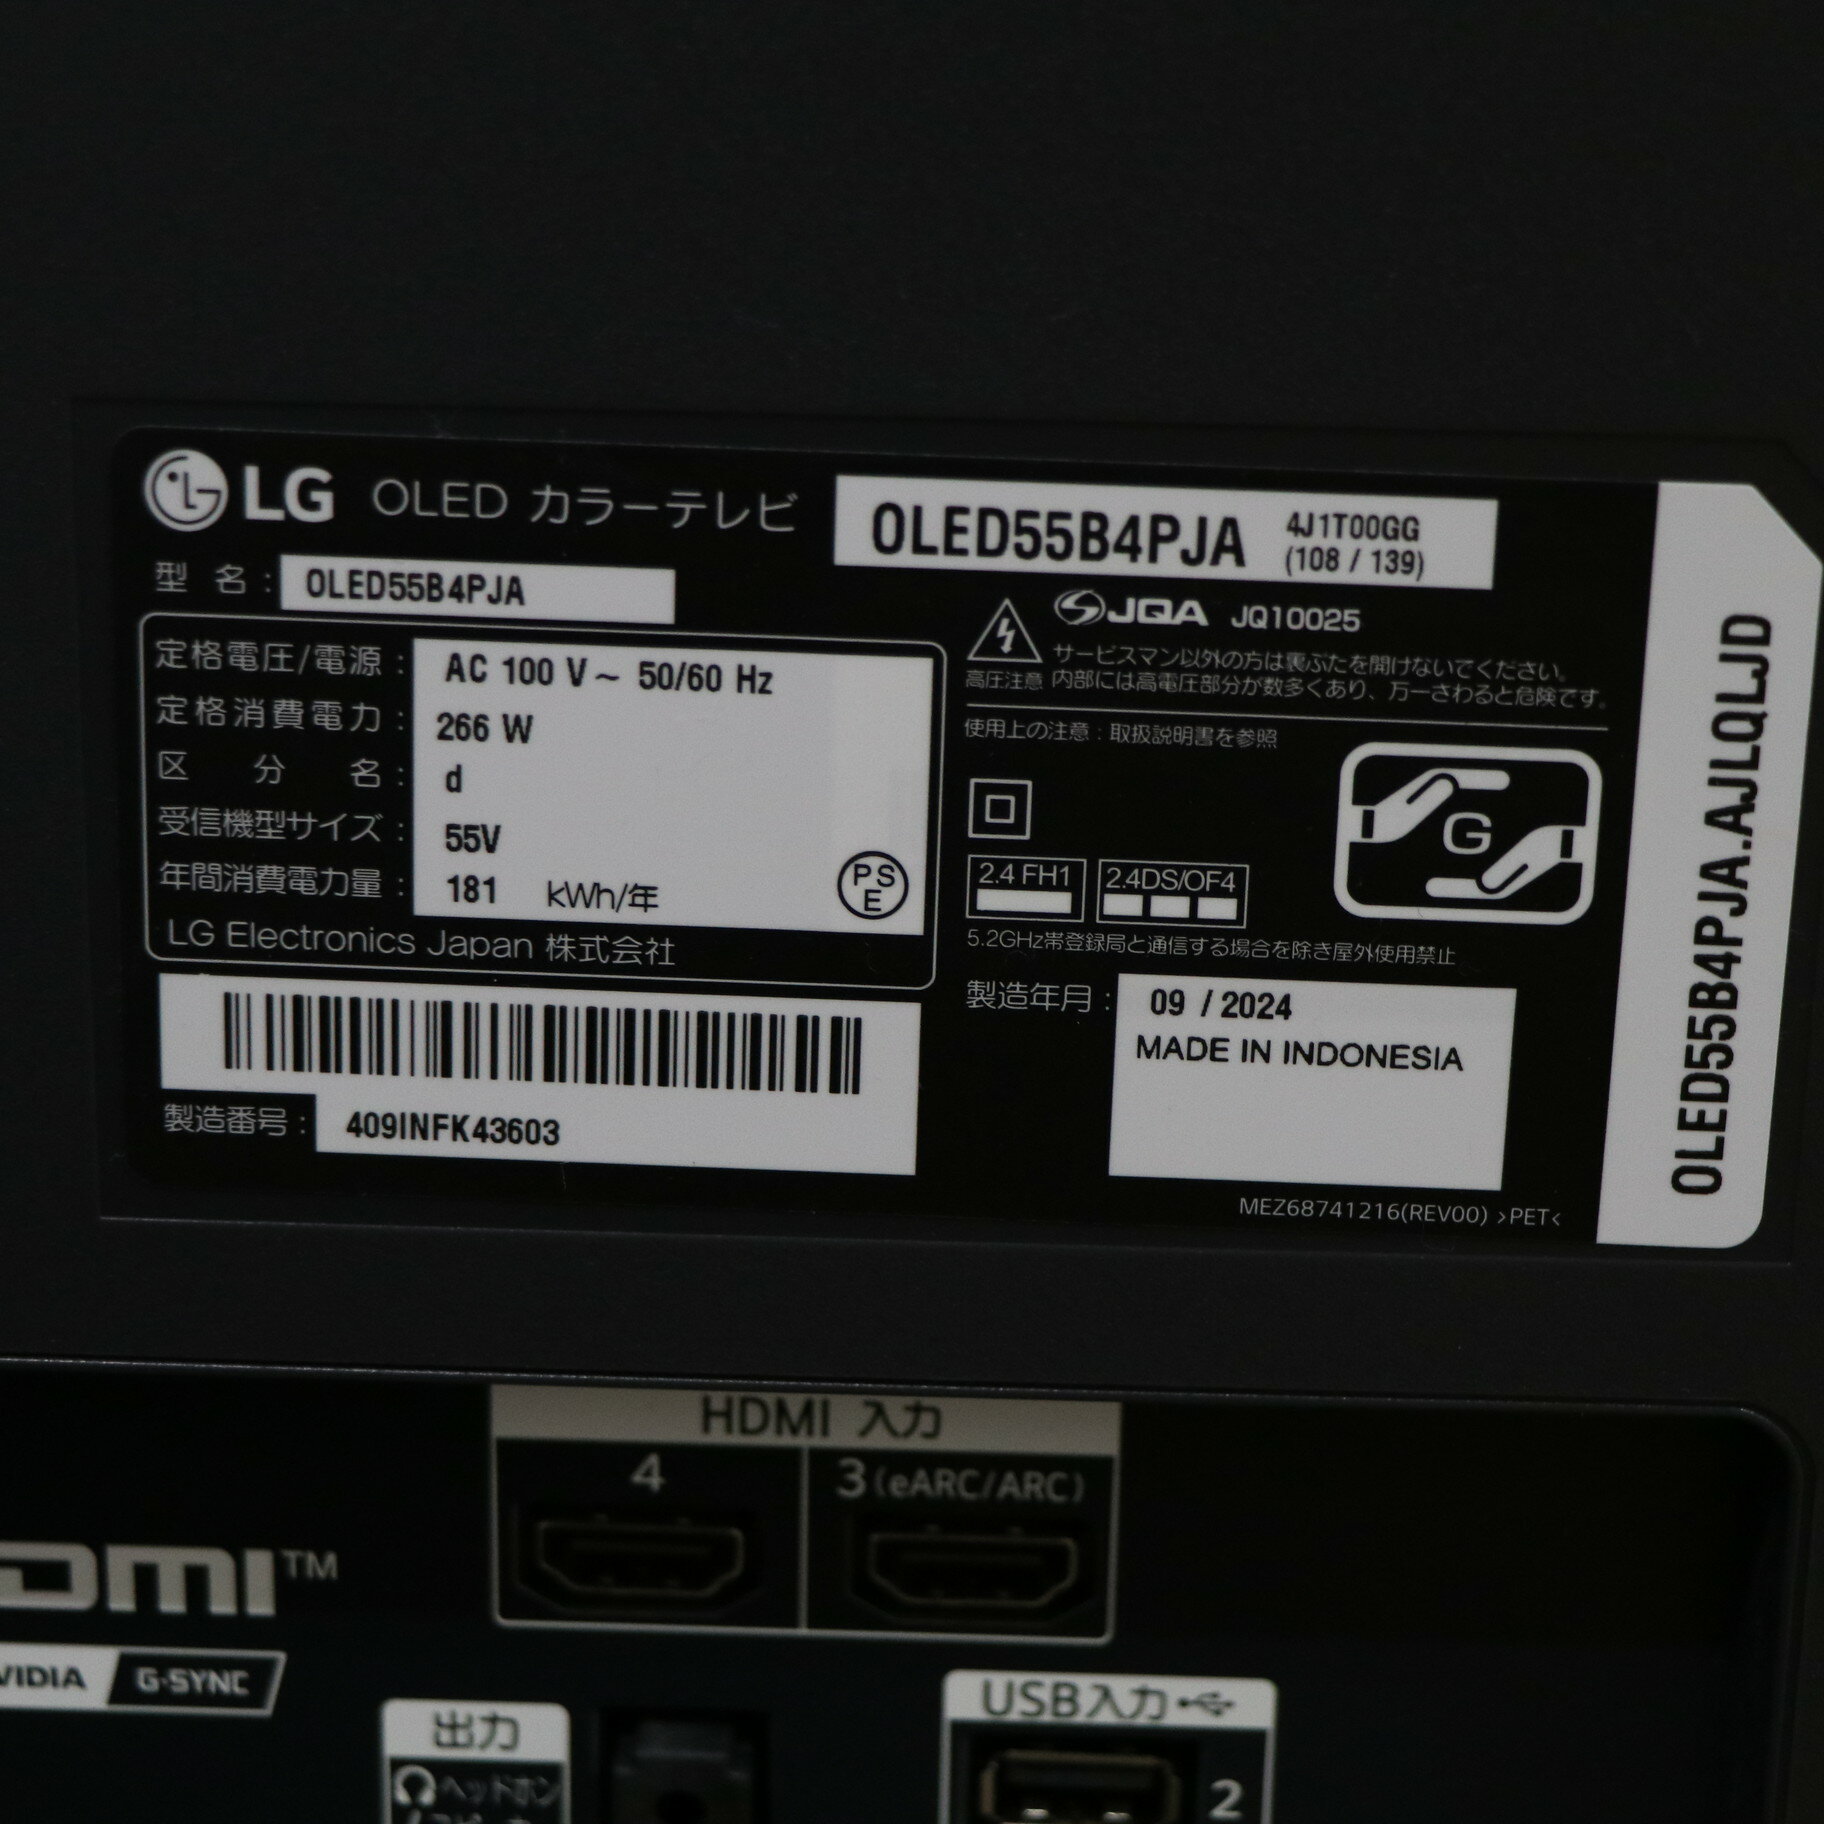 LG OLED カラーテレビ
OLED55B4PJA 4J1T00GG
(108 / 139)
型名: OLED55B4PJA
定格電圧/電源: AC 100 V~ 50/60 Hz
定格消費電力: 266 W
区分名: d
受信機型サイズ: 55V
年間消費電力量: 181 kWh/年
PS
E
LG Electronics Japan 株式会社
製造番号: 409INFK43603
JQA JQ10025
サービスマン以外の方は裏ぶたを開けないでください。
高圧注意 内部には高電圧部分が数多くあり、万一さわると危険です。
使用上の注意:取扱説明書を参照
G
2.4 FH1 2.4DS/OF4
5.2GHz帯登録局と通信する場合を除き屋外使用禁止
製造年月: 09 / 2024
MADE IN INDONESIA
MEZ68741216(REV00) >PET<
OLED55B4PJA.AJLQLJD
HDMI 入力
4 3(eARC/ARC)
DMI™
VIDIA G-SYNC
出力
ヘッドホン
USB入力
2